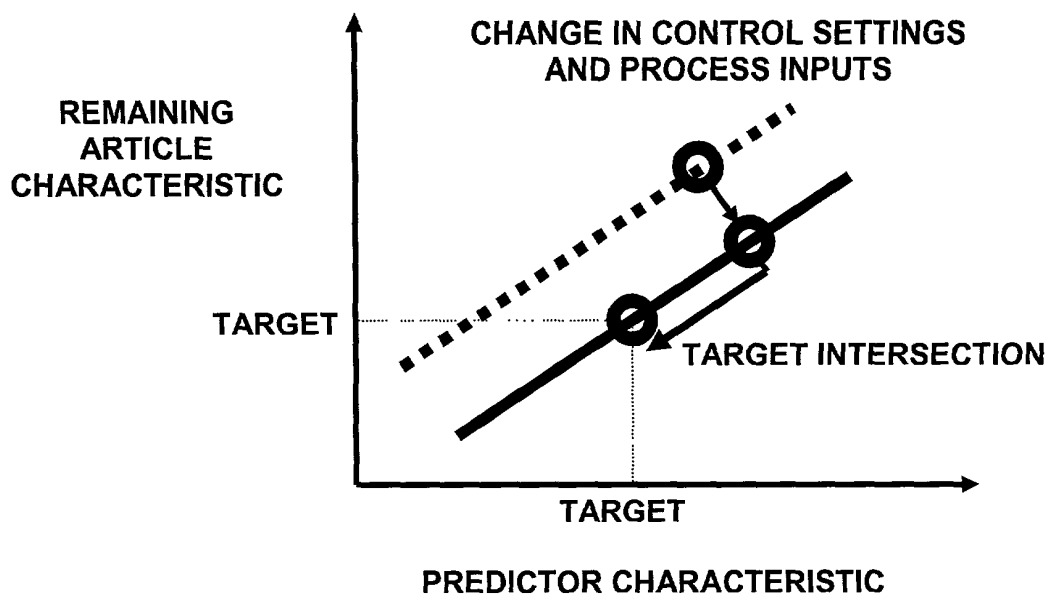 CHANGE IN CONTROL SETTINGS
AND PROCESS INPUTS
REMAINING
ARTICLE
CHARACTERISTIC
TARGET
TARGET INTERSECTION
TARGET
PREDICTOR CHARACTERISTIC